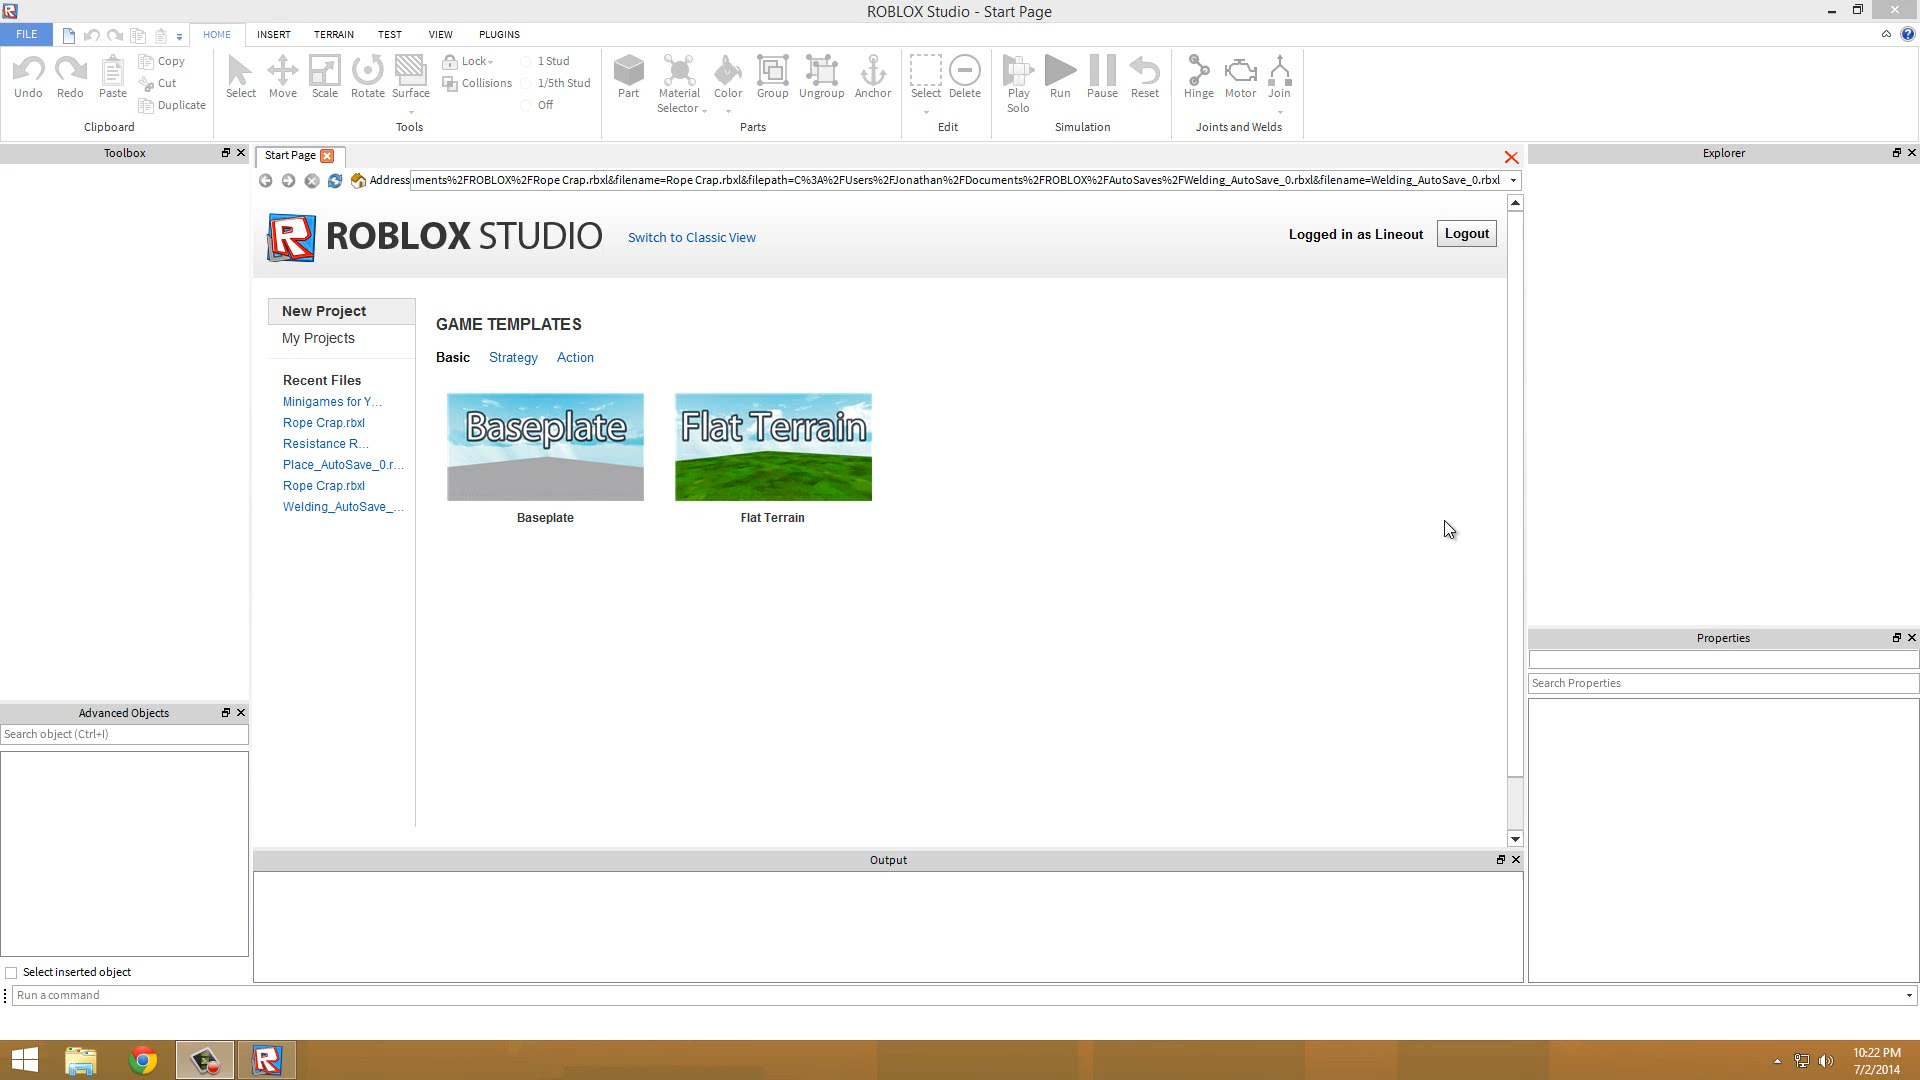 ROBLOX Studio - Start Page
FILE HOME INSERT TERRAIN TEST VIEW PLUGINS
Undo Redo Paste Copy Cut Duplicate
Clipboard
Select Move Scale Rotate Surface Lock Collisions 1 Stud 1/5th Stud Off
Tools
Part Material Selector Color Group Ungroup Anchor
Parts
Select Delete
Edit
Play Solo Run Pause Reset
Simulation
Hinge Motor Join
Joints and Welds
Toolbox
Start Page
Explorer
Address
ments%2FROBLOX%2FRope Crap.rbxl&filename=Rope Crap.rbxl&filepath=C%3A%2FUsers%2FJonathan%2FDocuments%2FROBLOX%2FAutoSaves%2FWelding_AutoSave_0.rbxl&filename=Welding_AutoSave_0.rbxl
ROBLOX STUDIO
Switch to Classic View
Logged in as Lineout
Logout
New Project
My Projects
Recent Files
Minigames for Y...
Rope Crap.rbxl
Resistance R...
Place_AutoSave_0.r...
Rope Crap.rbxl
Welding_AutoSave_...
GAME TEMPLATES
Basic Strategy Action
Baseplate
Flat Terrain
Baseplate
Flat Terrain
Properties
Search Properties
Advanced Objects
Search object (Ctrl+I)
Select inserted object
Output
Run a command
10:22 PM
7/2/2014